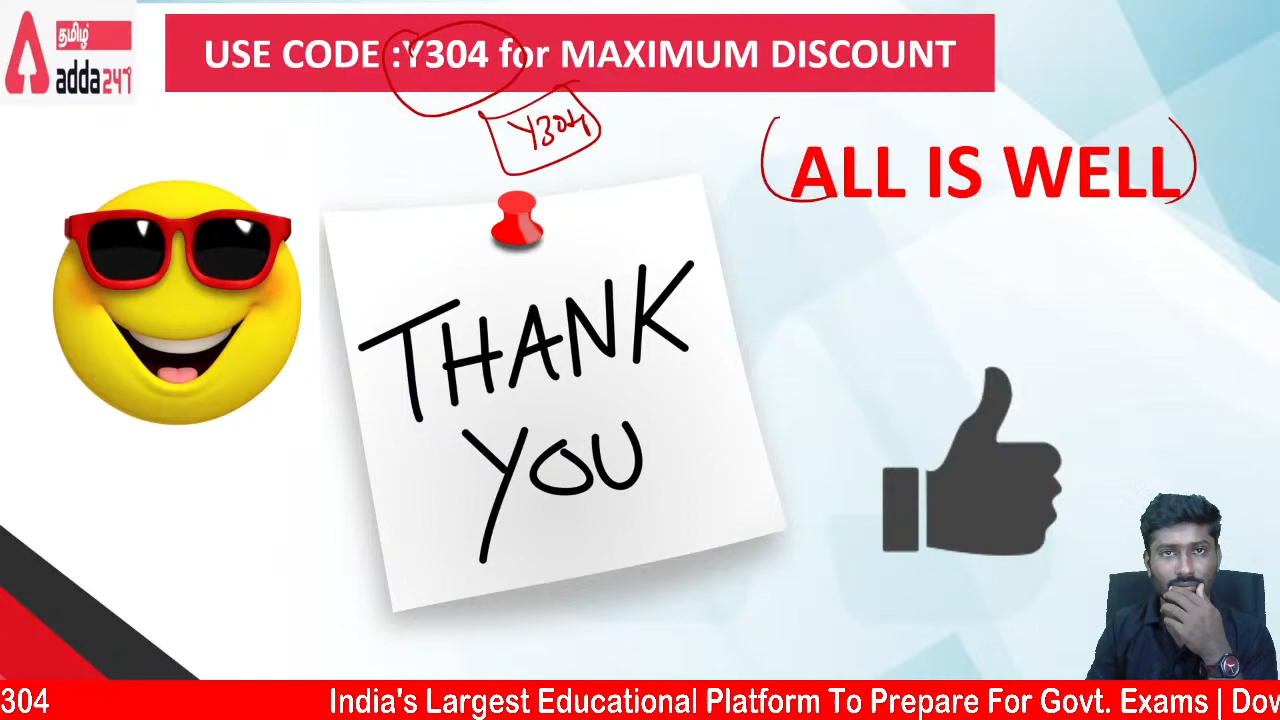 தமிழ்
adda247
USE CODE :Y304 for MAXIMUM DISCOUNT
Y304
ALL IS WELL
THANK
YOU
304 India's Largest Educational Platform To Prepare For Govt. Exams | Dow